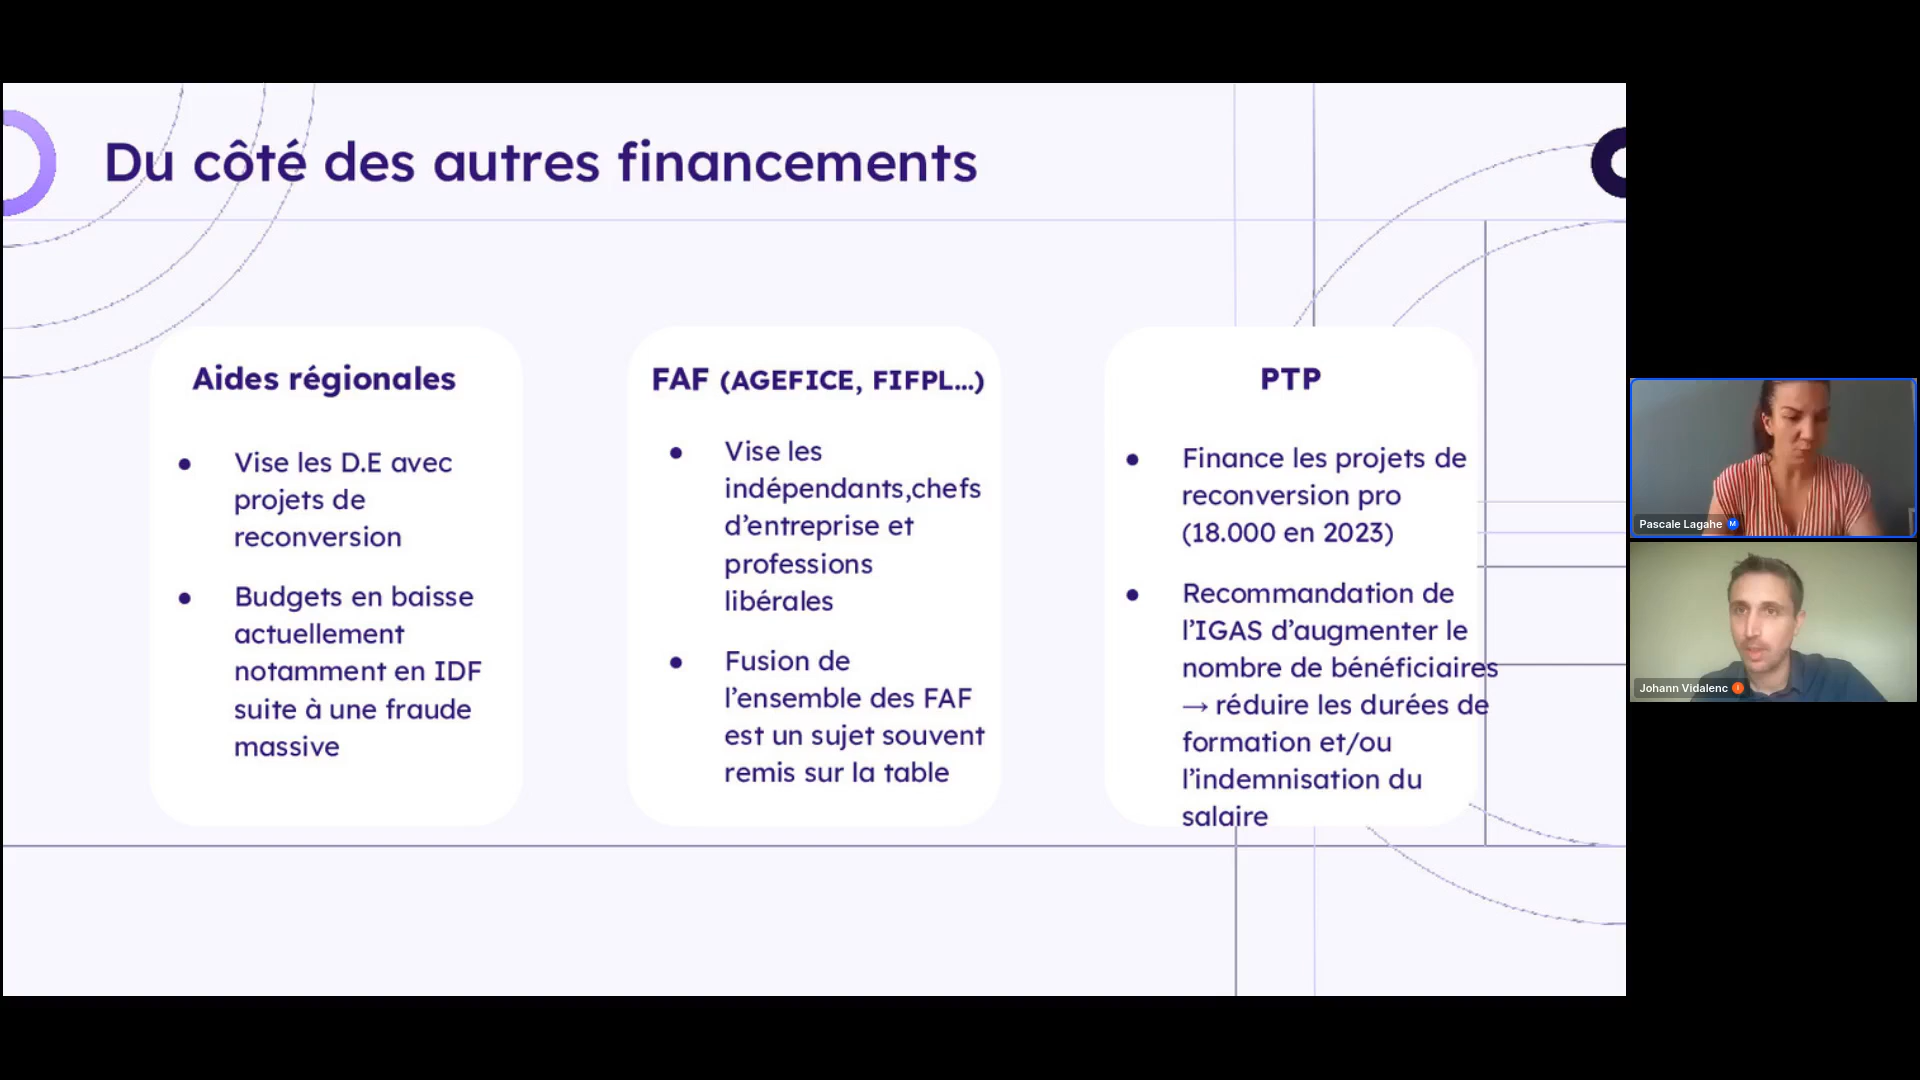 Du côté des autres financements
Aides régionales
● Vise les D.E avec
projets de
reconversion
● Budgets en baisse
actuellement
notamment en IDF
suite à une fraude
massive
FAF (AGEFICE, FIFPL...)
● Vise les
indépendants,chefs
d’entreprise et
professions
libérales
● Fusion de
l’ensemble des FAF
est un sujet souvent
remis sur la table
PTP
● Finance les projets de
reconversion pro
(18.000 en 2023)
● Recommandation de
l’IGAS d’augmenter le
nombre de bénéficiaires
→ réduire les durées de
formation et/ou
l’indemnisation du
salaire
Pascale Lagahe M
Johann Vidalenc